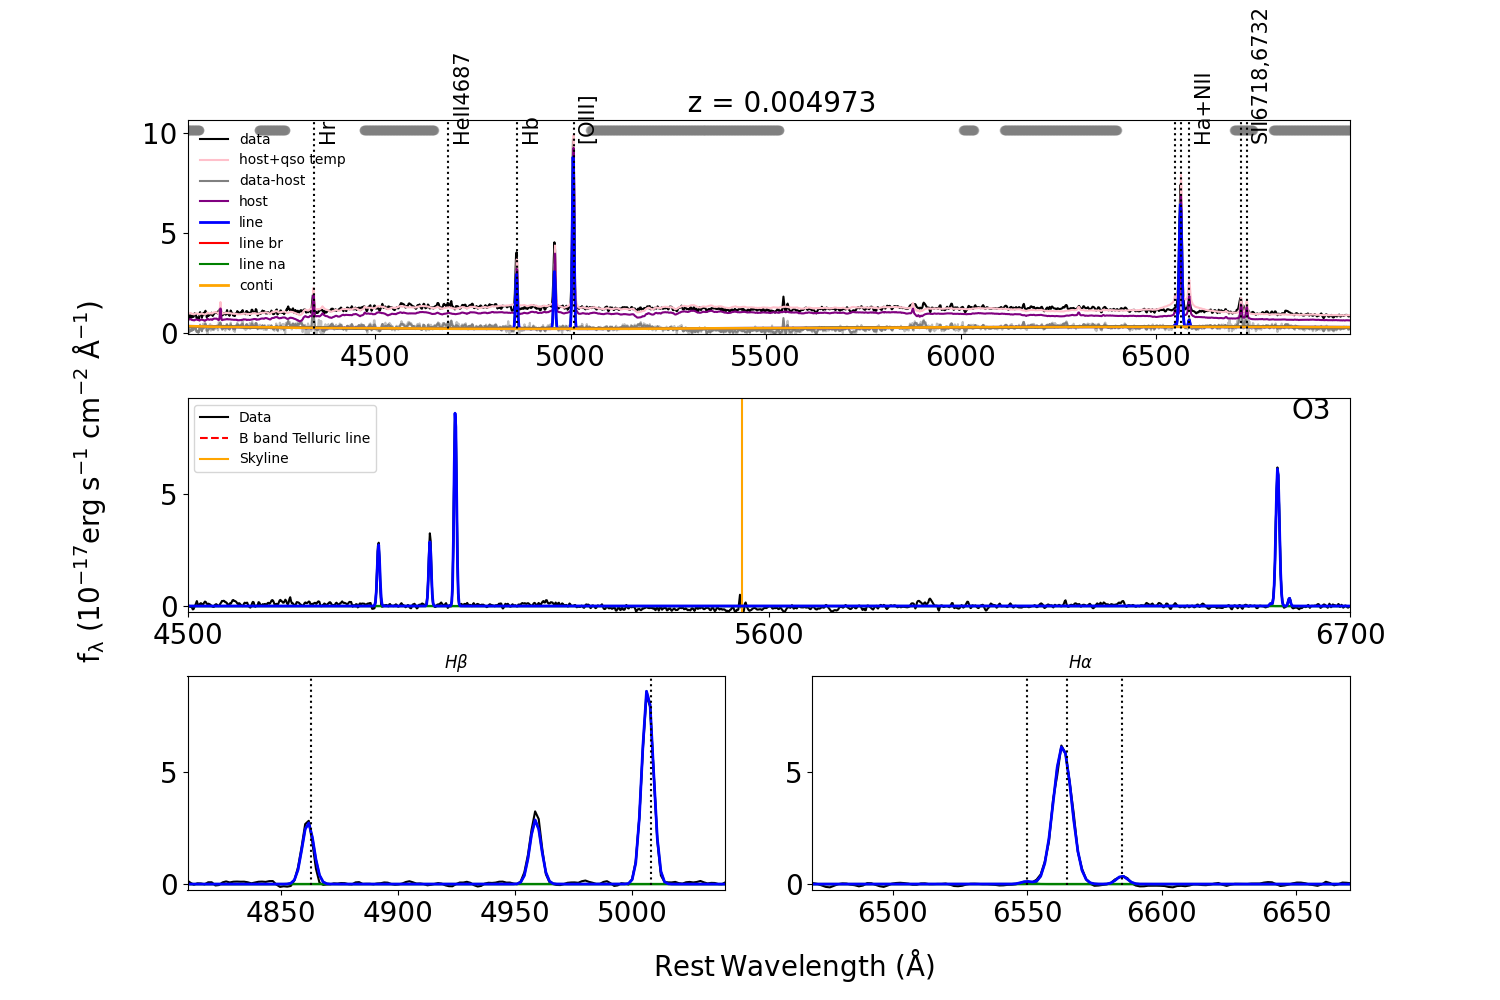 z = 0.004973
Hr
HeII4687
Hb
[OIII]
Ha+NII
SII6718,6732
10
5
0
data
host+qso temp
data-host
host
line
line br
line na
conti
4500 5000 5500 6000 6500
fλ (10⁻¹⁷erg s⁻¹ cm⁻² Å⁻¹)
O3
5
0
Data
B band Telluric line
Skyline
4500 5600 6700
Hβ
5
0
4850 4900 4950 5000
Hα
5
0
6500 6550 6600 6650
Rest Wavelength (Å)